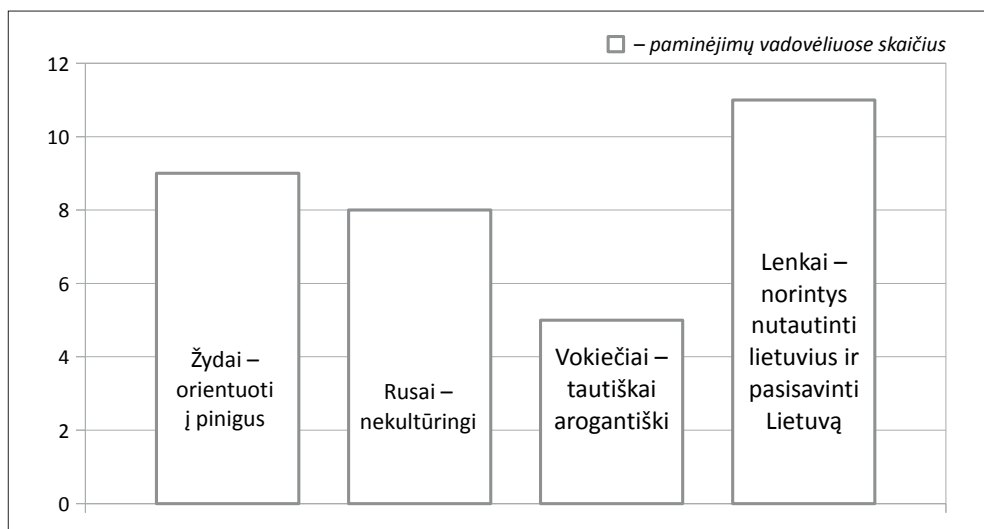 – paminėjimų vadovėliuose skaičius
12
10
8
6
4
2
0
Žydai –
orientuoti
į pinigus
Rusai –
nekultūringi
Vokiečiai –
tautiškai
arogantiški
Lenkai –
norintys
nutautinti
lietuvius ir
pasisavinti
Lietuvą